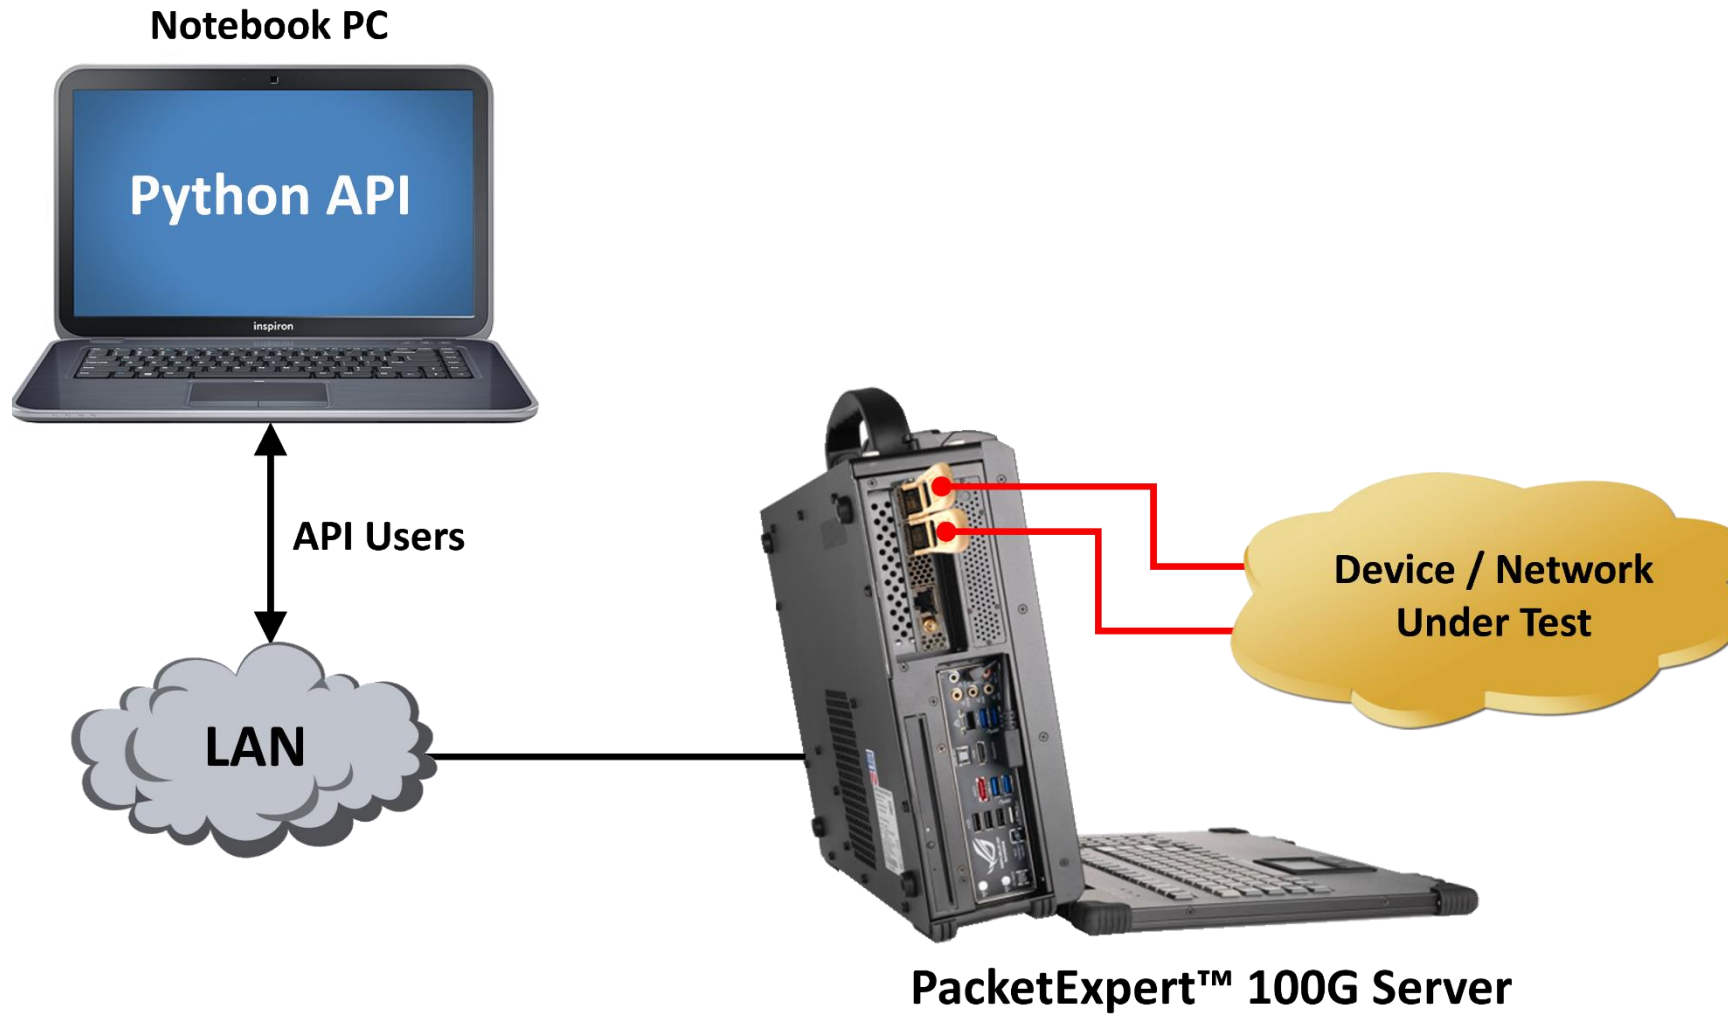 Notebook PC
Python API
inspiron
API Users
LAN
Device / Network
Under Test
PacketExpert™ 100G Server